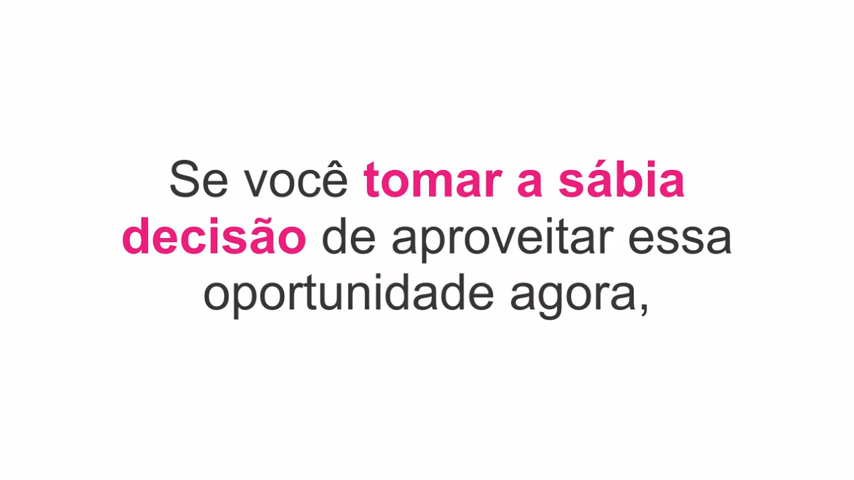 Se você tomar a sábia
decisão de aproveitar essa
oportunidade agora,